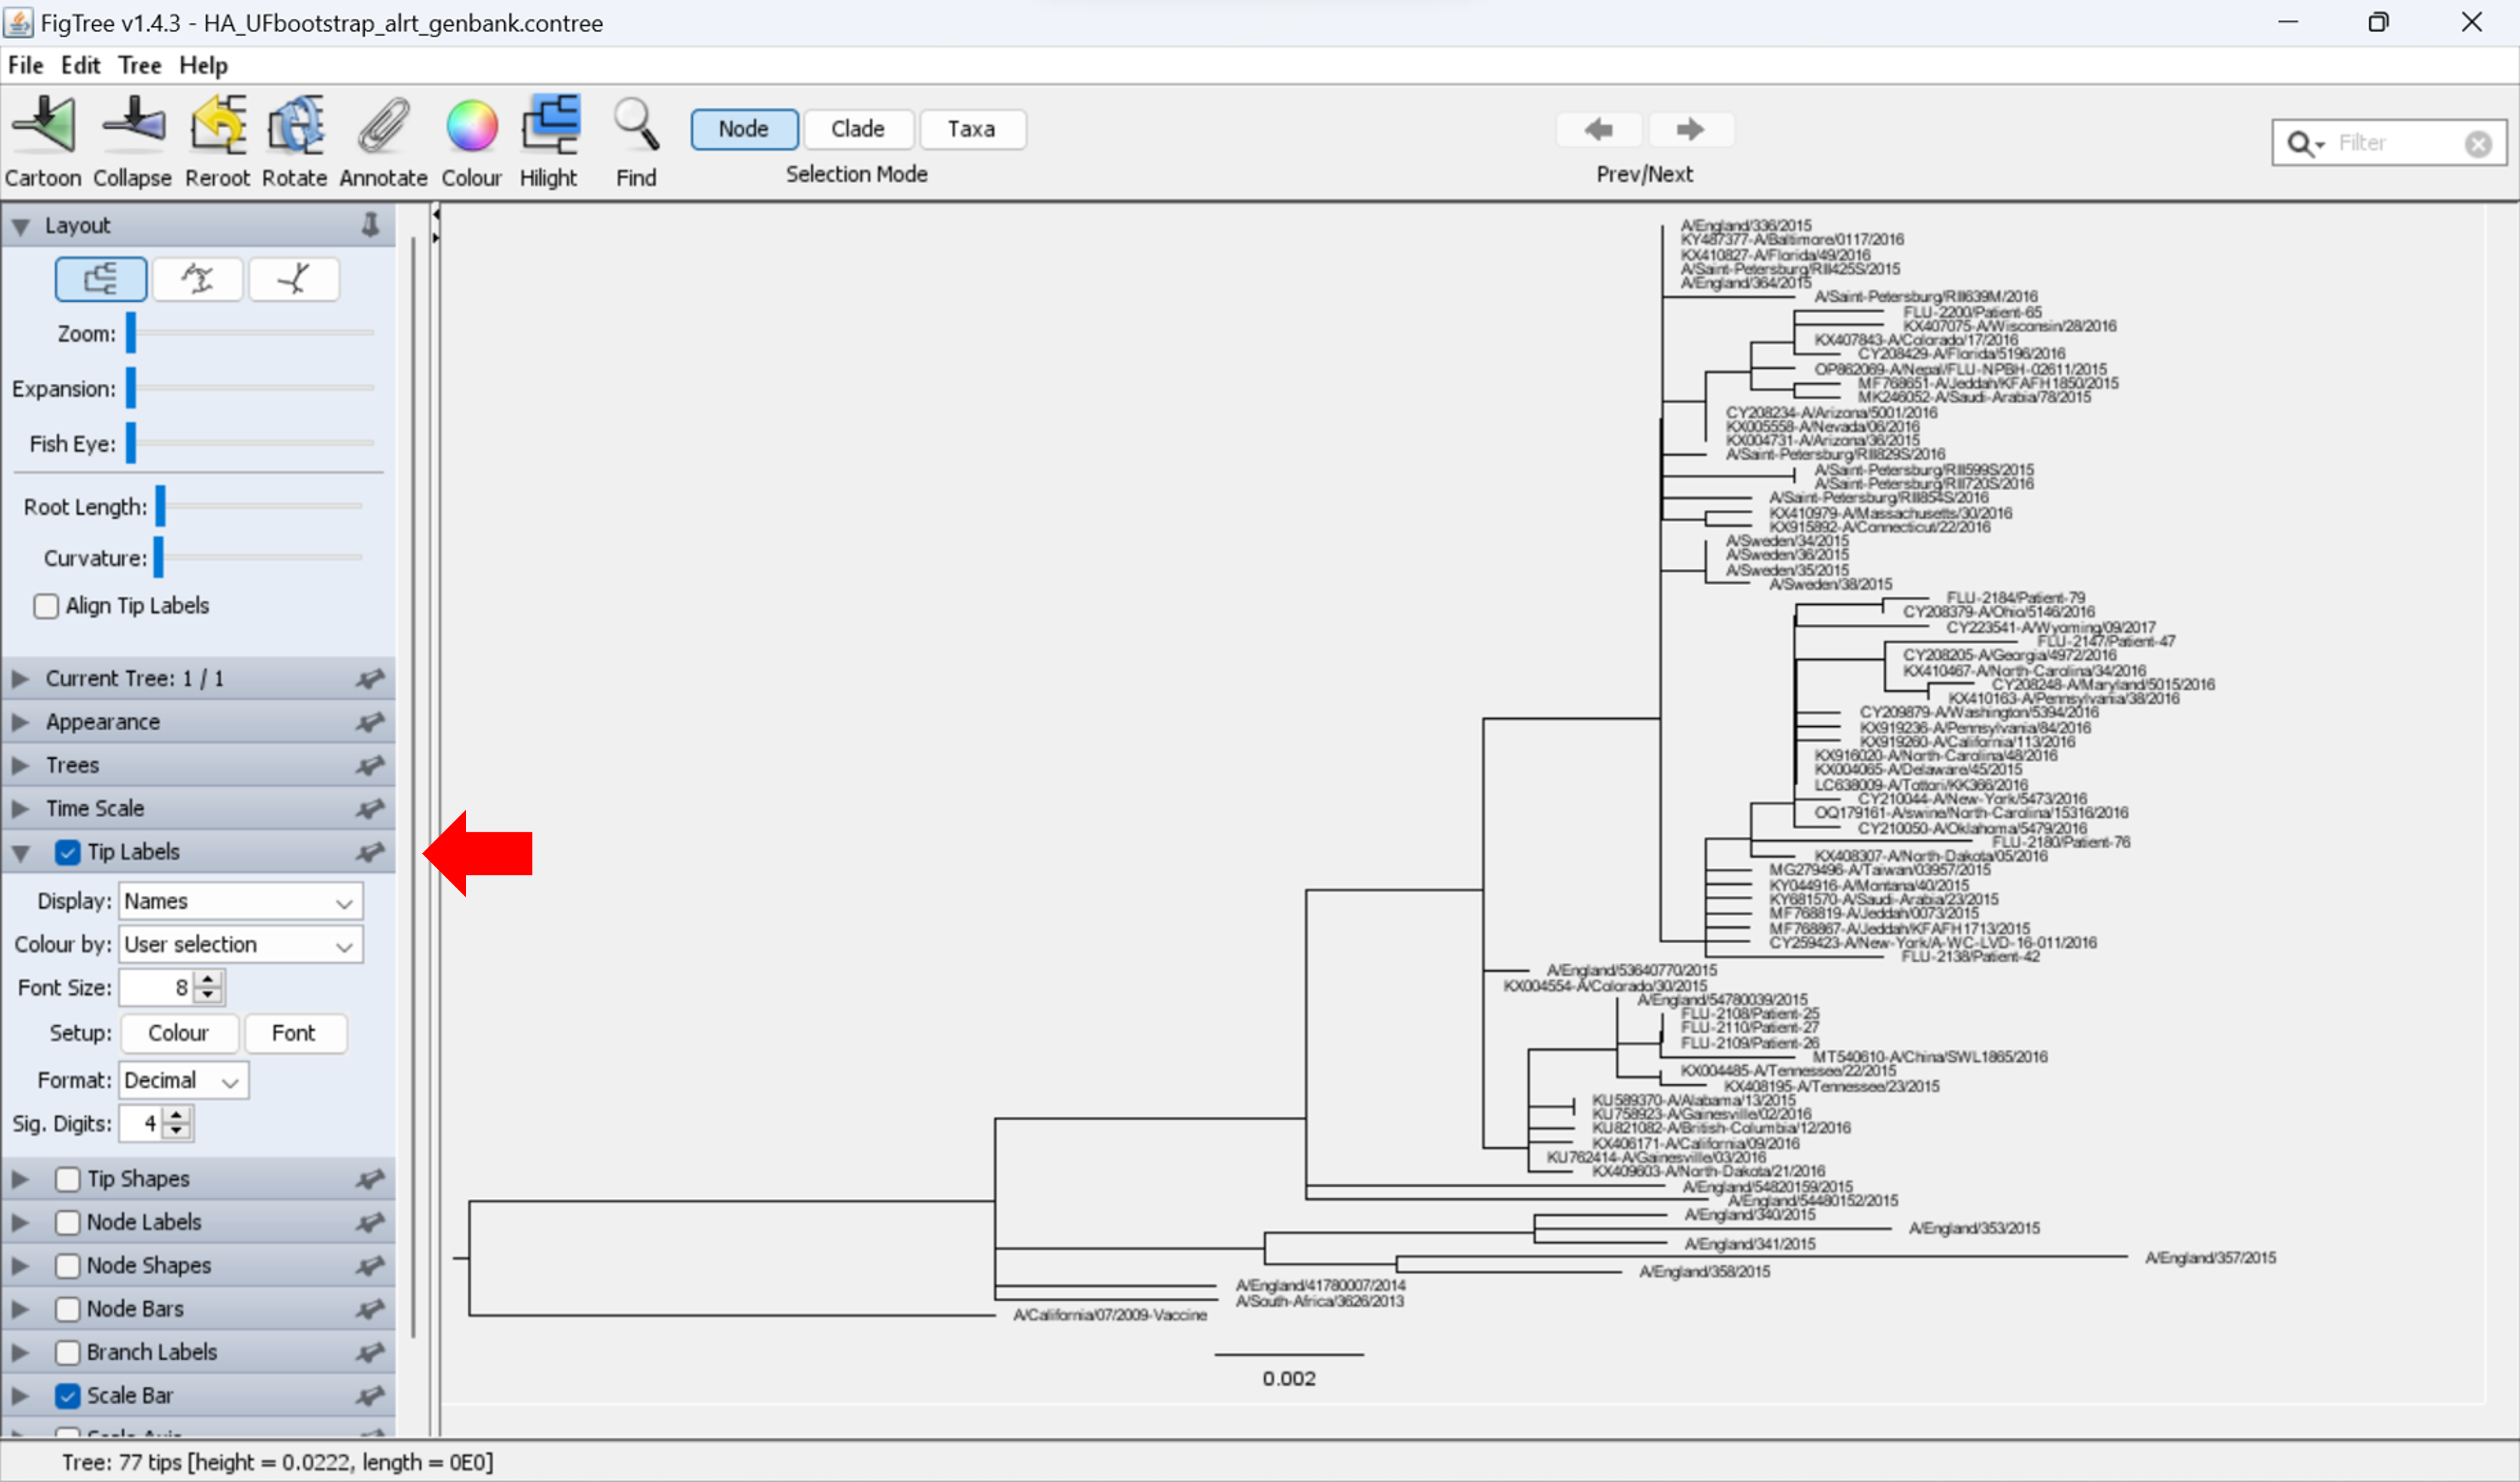 FigTree v1.4.3 - HA_UFbootstrap_alrt_genbank.contree
File Edit Tree Help
Cartoon Collapse Reroot Rotate Annotate Colour Hilight Find
Node Clade Taxa
Selection Mode
Prev/Next
Filter
Layout
Zoom:
Expansion:
Fish Eye:
Root Length:
Curvature:
Align Tip Labels
Current Tree: 1 / 1
Appearance
Trees
Time Scale
Tip Labels
Display: Names
Colour by: User selection
Font Size: 8
Setup: Colour Font
Format: Decimal
Sig. Digits: 4
Tip Shapes
Node Labels
Node Shapes
Node Bars
Branch Labels
Scale Bar
A/England/336/2015
KY487377-A/Baltimore/0117/2016
KX410827-A/Florida/49/2016
A/Saint-Petersburg/RII425S/2015
A/England/364/2015
A/Saint-Petersburg/RII639M/2016
FLU-2200/Patient-65
KX407075-A/Wisconsin/28/2016
KX407843-A/Colorado/17/2016
CY208429-A/Florida/5196/2016
OP862069-A/Nepal/FLU-NPBH-02611/2015
MF768651-A/Jeddah/KFAFH1850/2015
MK246052-A/Saudi-Arabia/78/2015
CY208234-A/Arizona/5001/2016
KX005558-A/Nevada/06/2016
KX004731-A/Arizona/36/2015
A/Saint-Petersburg/RII829S/2016
A/Saint-Petersburg/RII599S/2015
A/Saint-Petersburg/RII720S/2016
A/Saint-Petersburg/RII854S/2016
KX410979-A/Massachusetts/30/2016
KX915892-A/Connecticut/22/2016
A/Sweden/34/2015
A/Sweden/36/2015
A/Sweden/35/2015
A/Sweden/38/2015
FLU-2184/Patient-79
CY208379-A/Ohio/5146/2016
CY223541-A/Wyoming/09/2017
FLU-2147/Patient-47
CY208205-A/Georgia/4972/2016
KX410467-A/North-Carolina/34/2016
CY208248-A/Maryland/5015/2016
KX410163-A/Pennsylvania/38/2016
CY209879-A/Washington/5394/2016
KX919236-A/Pennsylvania/84/2016
KX919260-A/California/113/2016
KX916020-A/North-Carolina/48/2016
KX004065-A/Delaware/45/2015
LC638009-A/Tottori/KK366/2016
CY210044-A/New-York/5473/2016
OQ179161-A/swine/North-Carolina/15316/2016
CY210050-A/Oklahoma/5479/2016
FLU-2180/Patient-76
KX408307-A/North-Dakota/05/2016
MG279496-A/Taiwan/03957/2015
KY044916-A/Montana/40/2015
KY681570-A/Saudi-Arabia/23/2015
MF768819-A/Jeddah/0073/2015
MF768867-A/Jeddah/KFAFH1713/2015
CY259423-A/New-York/A-WC-LVD-16-011/2016
FLU-2138/Patient-42
A/England/53640770/2015
KX004554-A/Colorado/30/2015
A/England/54780039/2015
FLU-2108/Patient-25
FLU-2110/Patient-27
FLU-2109/Patient-26
MT540610-A/China/SWL1865/2016
KX004485-A/Tennessee/22/2015
KX408195-A/Tennessee/23/2015
KU589370-A/Alabama/13/2015
KU758923-A/Gainesville/02/2016
KU821082-A/British-Columbia/12/2016
KX406171-A/California/09/2016
KU762414-A/Gainesville/03/2016
KX409603-A/North-Dakota/21/2016
A/England/54820159/2015
A/England/54480152/2015
A/England/340/2015
A/England/353/2015
A/England/341/2015
A/England/357/2015
A/England/358/2015
A/England/41780007/2014
A/South-Africa/3626/2013
A/California/07/2009-Vaccine
0.002
Tree: 77 tips [height = 0.0222, length = 0E0]